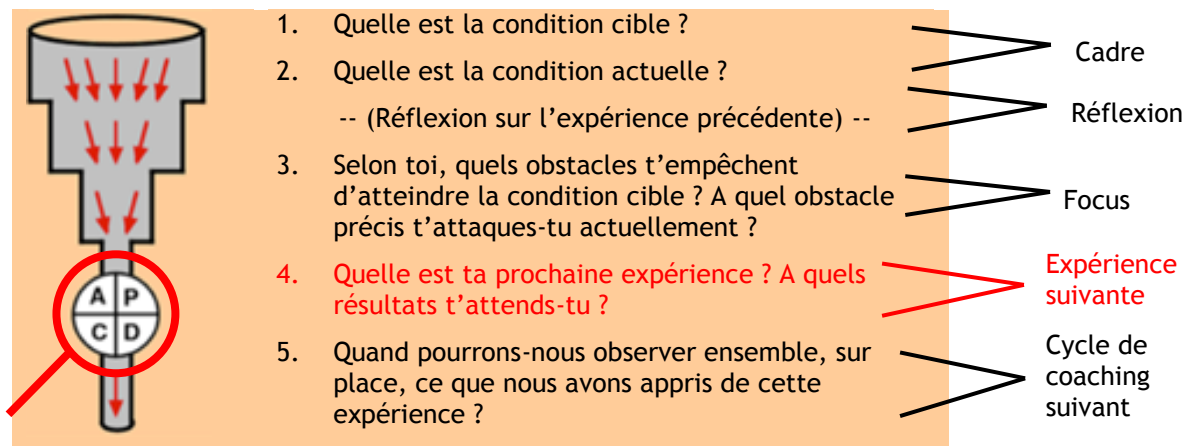 1. Quelle est la condition cible ?
2. Quelle est la condition actuelle ?
-- (Réflexion sur l’expérience précédente) --
3. Selon toi, quels obstacles t’empêchent
d’atteindre la condition cible ? A quel obstacle
précis t’attaques-tu actuellement ?
4. Quelle est ta prochaine expérience ? A quels
résultats t’attends-tu ?
5. Quand pourrons-nous observer ensemble, sur
place, ce que nous avons appris de cette
expérience ?
Cadre
Réflexion
Focus
Expérience
suivante
Cycle de
coaching
suivant
A P
C D